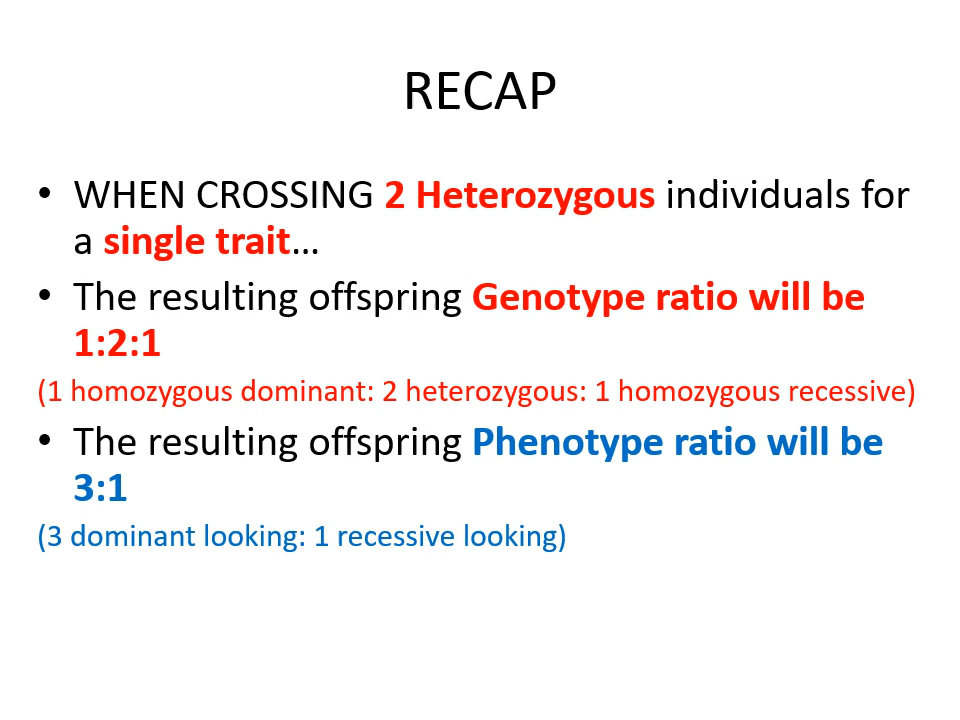 RECAP
• WHEN CROSSING 2 Heterozygous individuals for
a single trait…
• The resulting offspring Genotype ratio will be
1:2:1
(1 homozygous dominant: 2 heterozygous: 1 homozygous recessive)
• The resulting offspring Phenotype ratio will be
3:1
(3 dominant looking: 1 recessive looking)